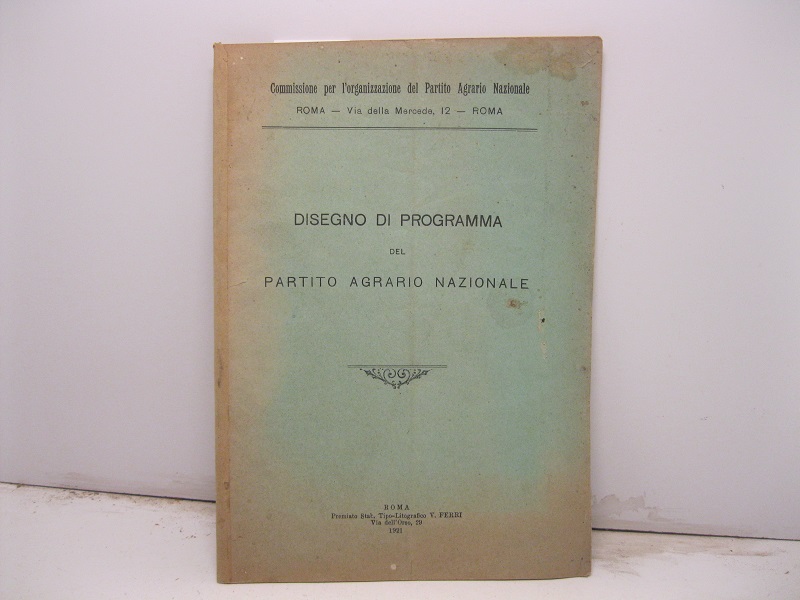 Commissione per l'organizzazione del Partito Agrario Nazionale
ROMA — Via della Mercede, 12 — ROMA
DISEGNO DI PROGRAMMA
DEL
PARTITO AGRARIO NAZIONALE
ROMA
Premiato Stab. Tipo-Litografico V. FERRI
Via dell'Orso, 29
1921